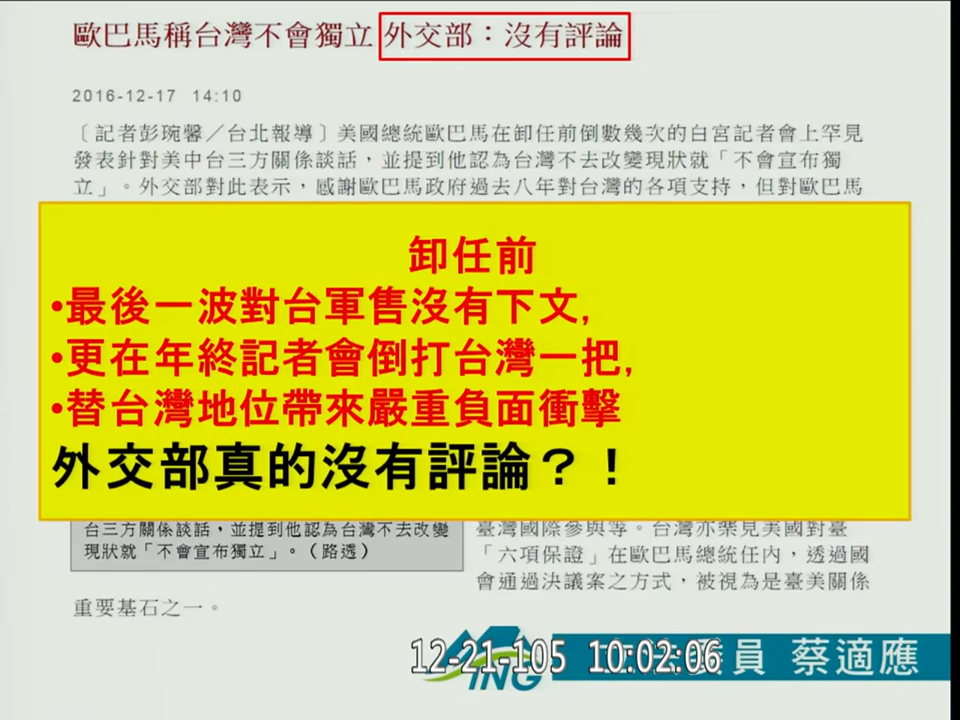 歐巴馬稱台灣不會獨立 外交部：沒有評論
2016-12-17 14:10
〔記者彭琬馨／台北報導〕美國總統歐巴馬在卸任前倒數幾次的白宮記者會上罕見
發表針對美中台三方關係談話，並提到他認為台灣不去改變現狀就「不會宣布獨
立」。外交部對此表示，感謝歐巴馬政府過去八年對台灣的各項支持，但對歐巴馬
卸任前
•最後一波對台軍售沒有下文,
•更在年終記者會倒打台灣一把,
•替台灣地位帶來嚴重負面衝擊
外交部真的沒有評論？！
台三方關係談話，並提到他認為台灣不去改變
現狀就「不會宣布獨立」。（路透）
臺灣國際參與等。台灣亦樂見美國對臺
「六項保證」在歐巴馬總統任內，透過國
會通過決議案之方式，被視為是臺美關係
重要基石之一。
12-21-105 10:02:06
員 蔡適應
ING